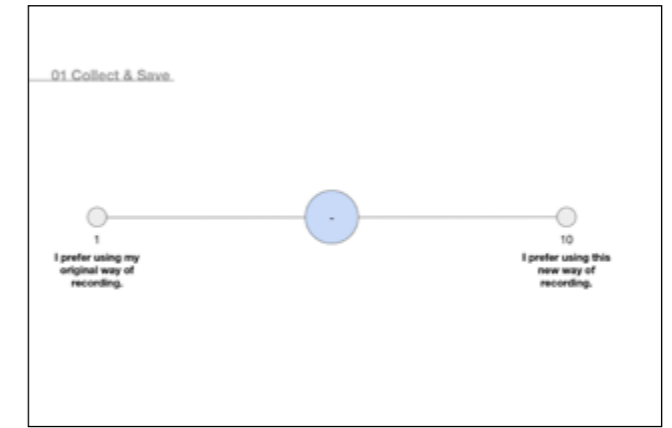 01 Collect & Save
-
1
10
I prefer using my
original way of
recording.
I prefer using this
new way of
recording.